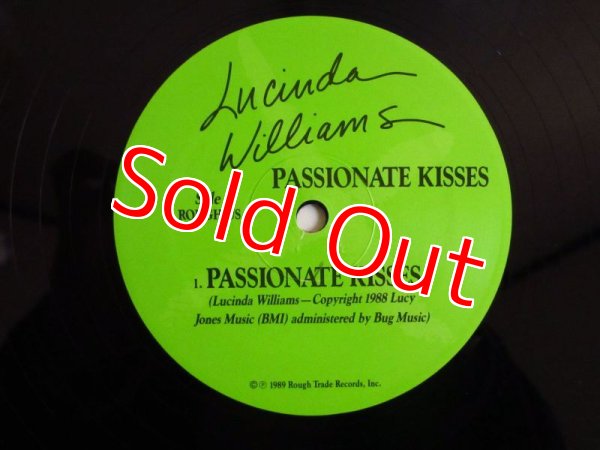 Lucinda
Williams
PASSIONATE KISSES
Side
Sold Out
1. PASSIONATE KISSES
(Lucinda Williams—Copyright 1988 Lucy
Jones Music (BMI) administered by Bug Music)
©℗ 1989 Rough Trade Records, Inc.